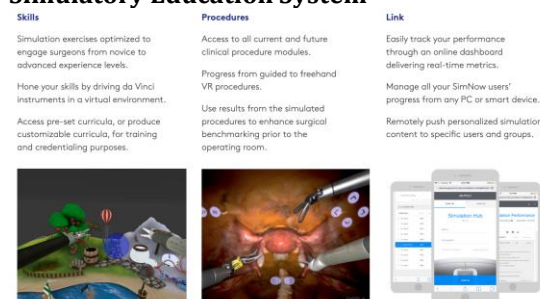 Simulatory Education System
Skills
Simulation exercises optimized to
engage surgeons from novice to
advanced experience levels.
Hone your skills by driving da Vinci
instruments in a virtual environment.
Access pre-set curricula, or produce
customizable curricula, for training
and credentialing purposes.
Procedures
Access to all current and future
clinical procedure modules.
Progress from guided to freehand
VR procedures.
Use results from the simulated
procedures to enhance surgical
benchmarking prior to the
operating room.
Link
Easily track your performance
through an online dashboard
delivering real-time metrics.
Manage all your SimNow users'
progress from any PC or smart device.
Remotely push personalized simulation
content to specific users and groups.
Simulation Hub